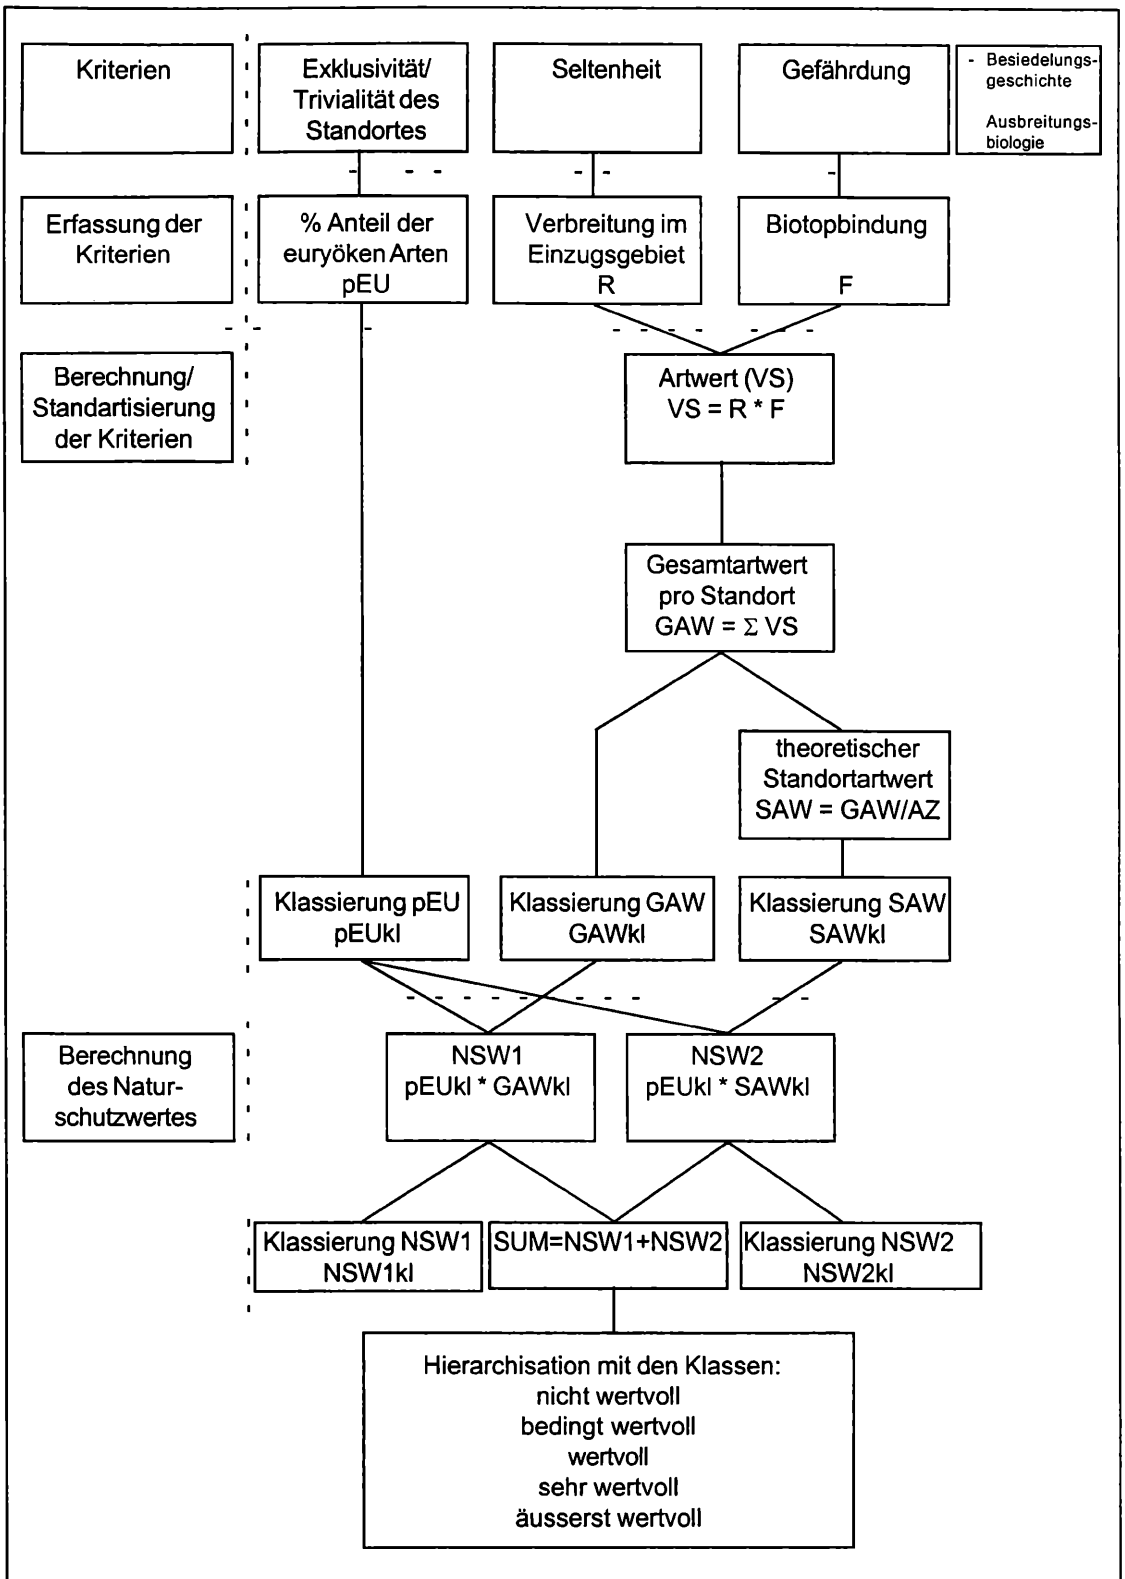 Kriterien
Exklusivität/
Trivialität des
Standortes
Seltenheit
Gefährdung
- Besiedelungs-
geschichte
Ausbreitungs-
biologie
Erfassung der
Kriterien
% Anteil der
euryöken Arten
pEU
Verbreitung im
Einzugsgebiet
R
Biotopbindung
F
Berechnung/
Standartisierung
der Kriterien
Artwert (VS)
VS = R * F
Gesamtartwert
pro Standort
GAW = Σ VS
theoretischer
Standortartwert
SAW = GAW/AZ
Klassierung pEU
pEUkl
Klassierung GAW
GAWkl
Klassierung SAW
SAWkl
Berechnung
des Natur-
schutzwertes
NSW1
pEUkl * GAWkl
NSW2
pEUkl * SAWkl
Klassierung NSW1
NSW1kl
SUM=NSW1+NSW2
Klassierung NSW2
NSW2kl
Hierarchisation mit den Klassen:
nicht wertvoll
bedingt wertvoll
wertvoll
sehr wertvoll
äusserst wertvoll